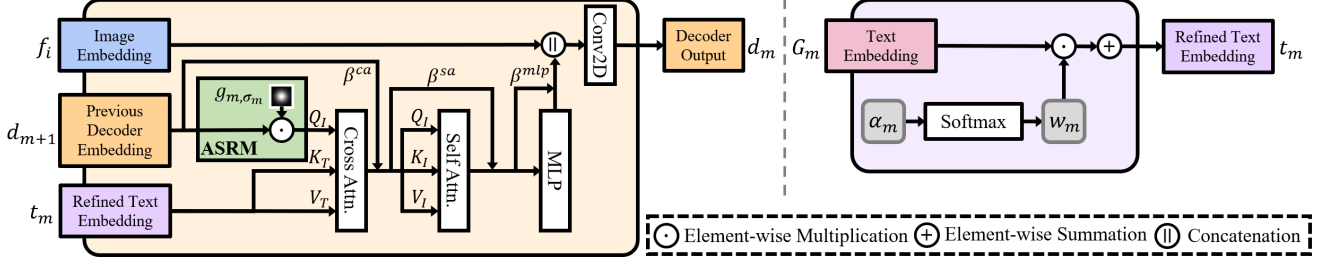 f_i
Image
Embedding
d_{m+1}
Previous
Decoder
Embedding
t_m
Refined Text
Embedding
g_{m,σ_m}
ASRM
Q_I
K_T
V_T
Cross Attn.
β^{ca}
Q_I
K_I
V_I
Self Attn.
β^{sa}
β^{mlp}
MLP
Conv2D
Decoder
Output
d_m
G_m
Text
Embedding
α_m
Softmax
w_m
Refined Text
Embedding
t_m
Element-wise Multiplication
Element-wise Summation
Concatenation